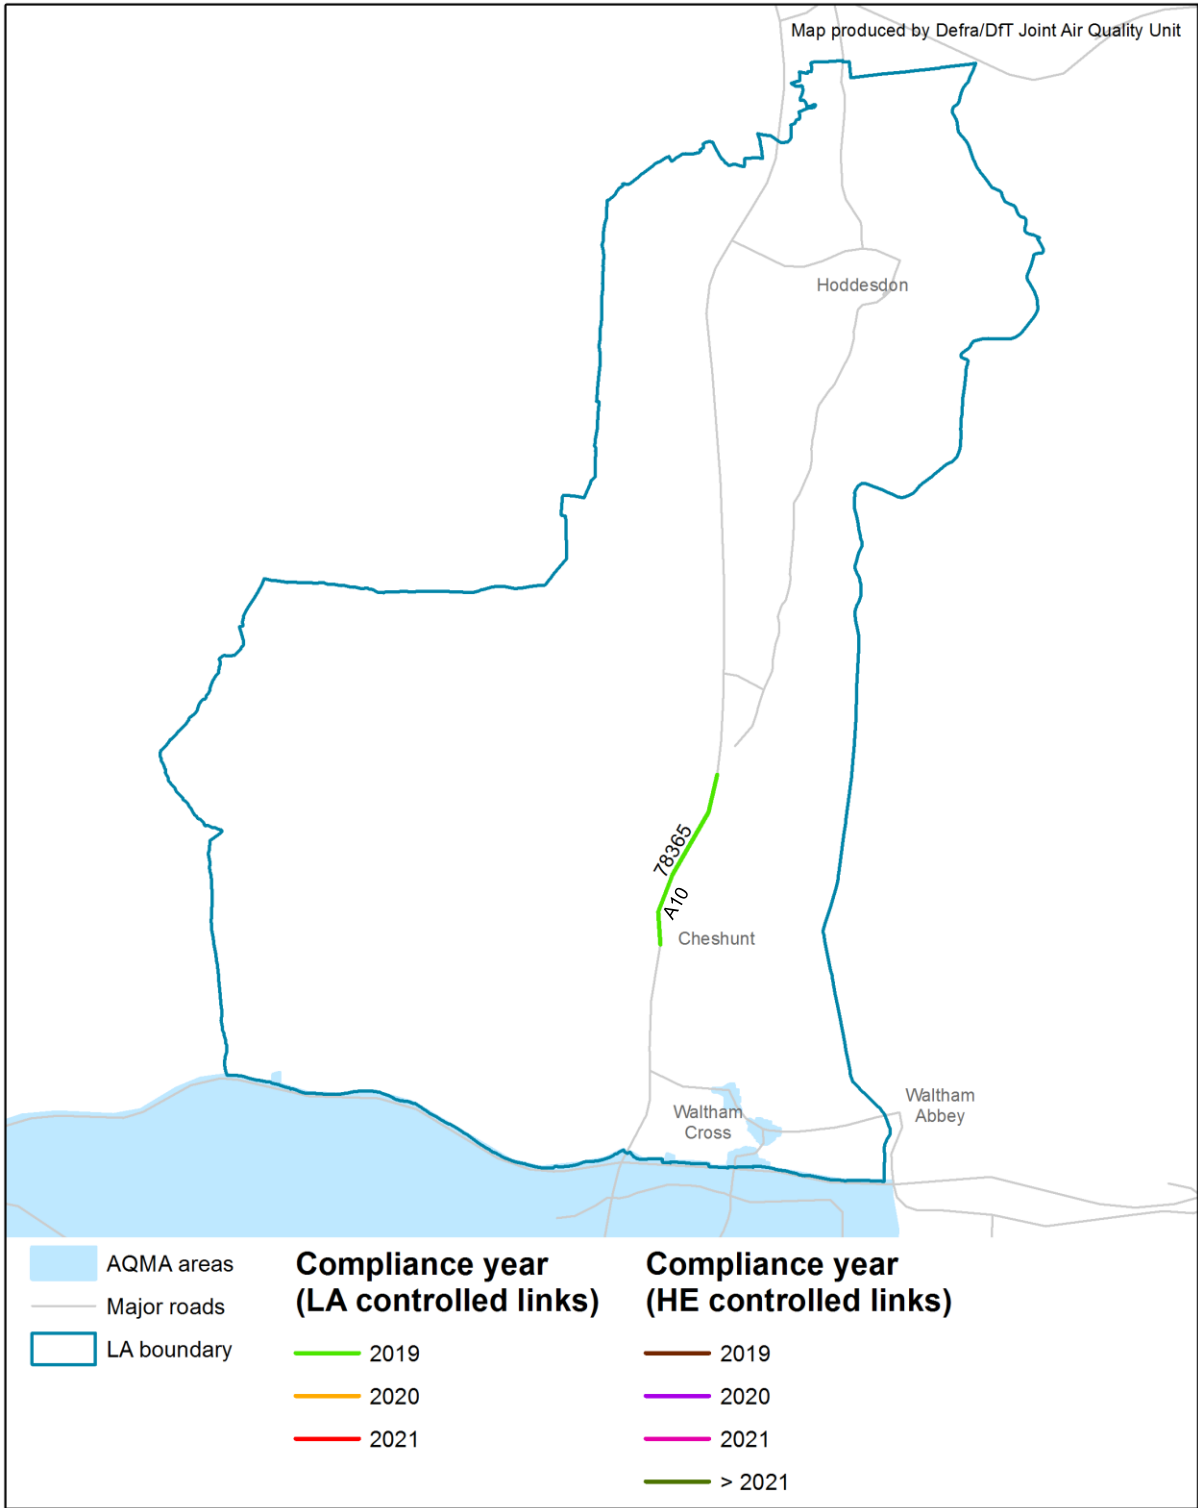 Map produced by Defra/DfT Joint Air Quality Unit
Hoddesdon
78365
A10
Cheshunt
Waltham
Cross
Waltham
Abbey
AQMA areas
Major roads
LA boundary
Compliance year
(LA controlled links)
2019
2020
2021
Compliance year
(HE controlled links)
2019
2020
2021
> 2021